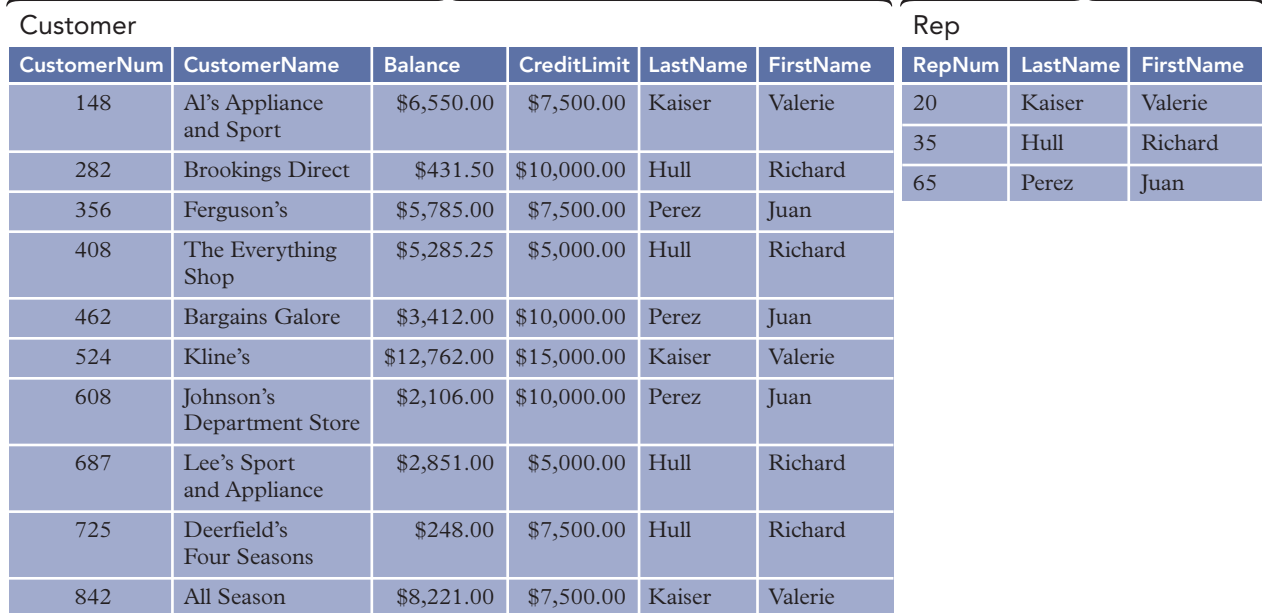 Customer
CustomerNum CustomerName Balance CreditLimit LastName FirstName
148 Al's Appliance and Sport $6,550.00 $7,500.00 Kaiser Valerie
282 Brookings Direct $431.50 $10,000.00 Hull Richard
356 Ferguson's $5,785.00 $7,500.00 Perez Juan
408 The Everything Shop $5,285.25 $5,000.00 Hull Richard
462 Bargains Galore $3,412.00 $10,000.00 Perez Juan
524 Kline's $12,762.00 $15,000.00 Kaiser Valerie
608 Johnson's Department Store $2,106.00 $10,000.00 Perez Juan
687 Lee's Sport and Appliance $2,851.00 $5,000.00 Hull Richard
725 Deerfield's Four Seasons $248.00 $7,500.00 Hull Richard
842 All Season $8,221.00 $7,500.00 Kaiser Valerie
Rep
RepNum LastName FirstName
20 Kaiser Valerie
35 Hull Richard
65 Perez Juan